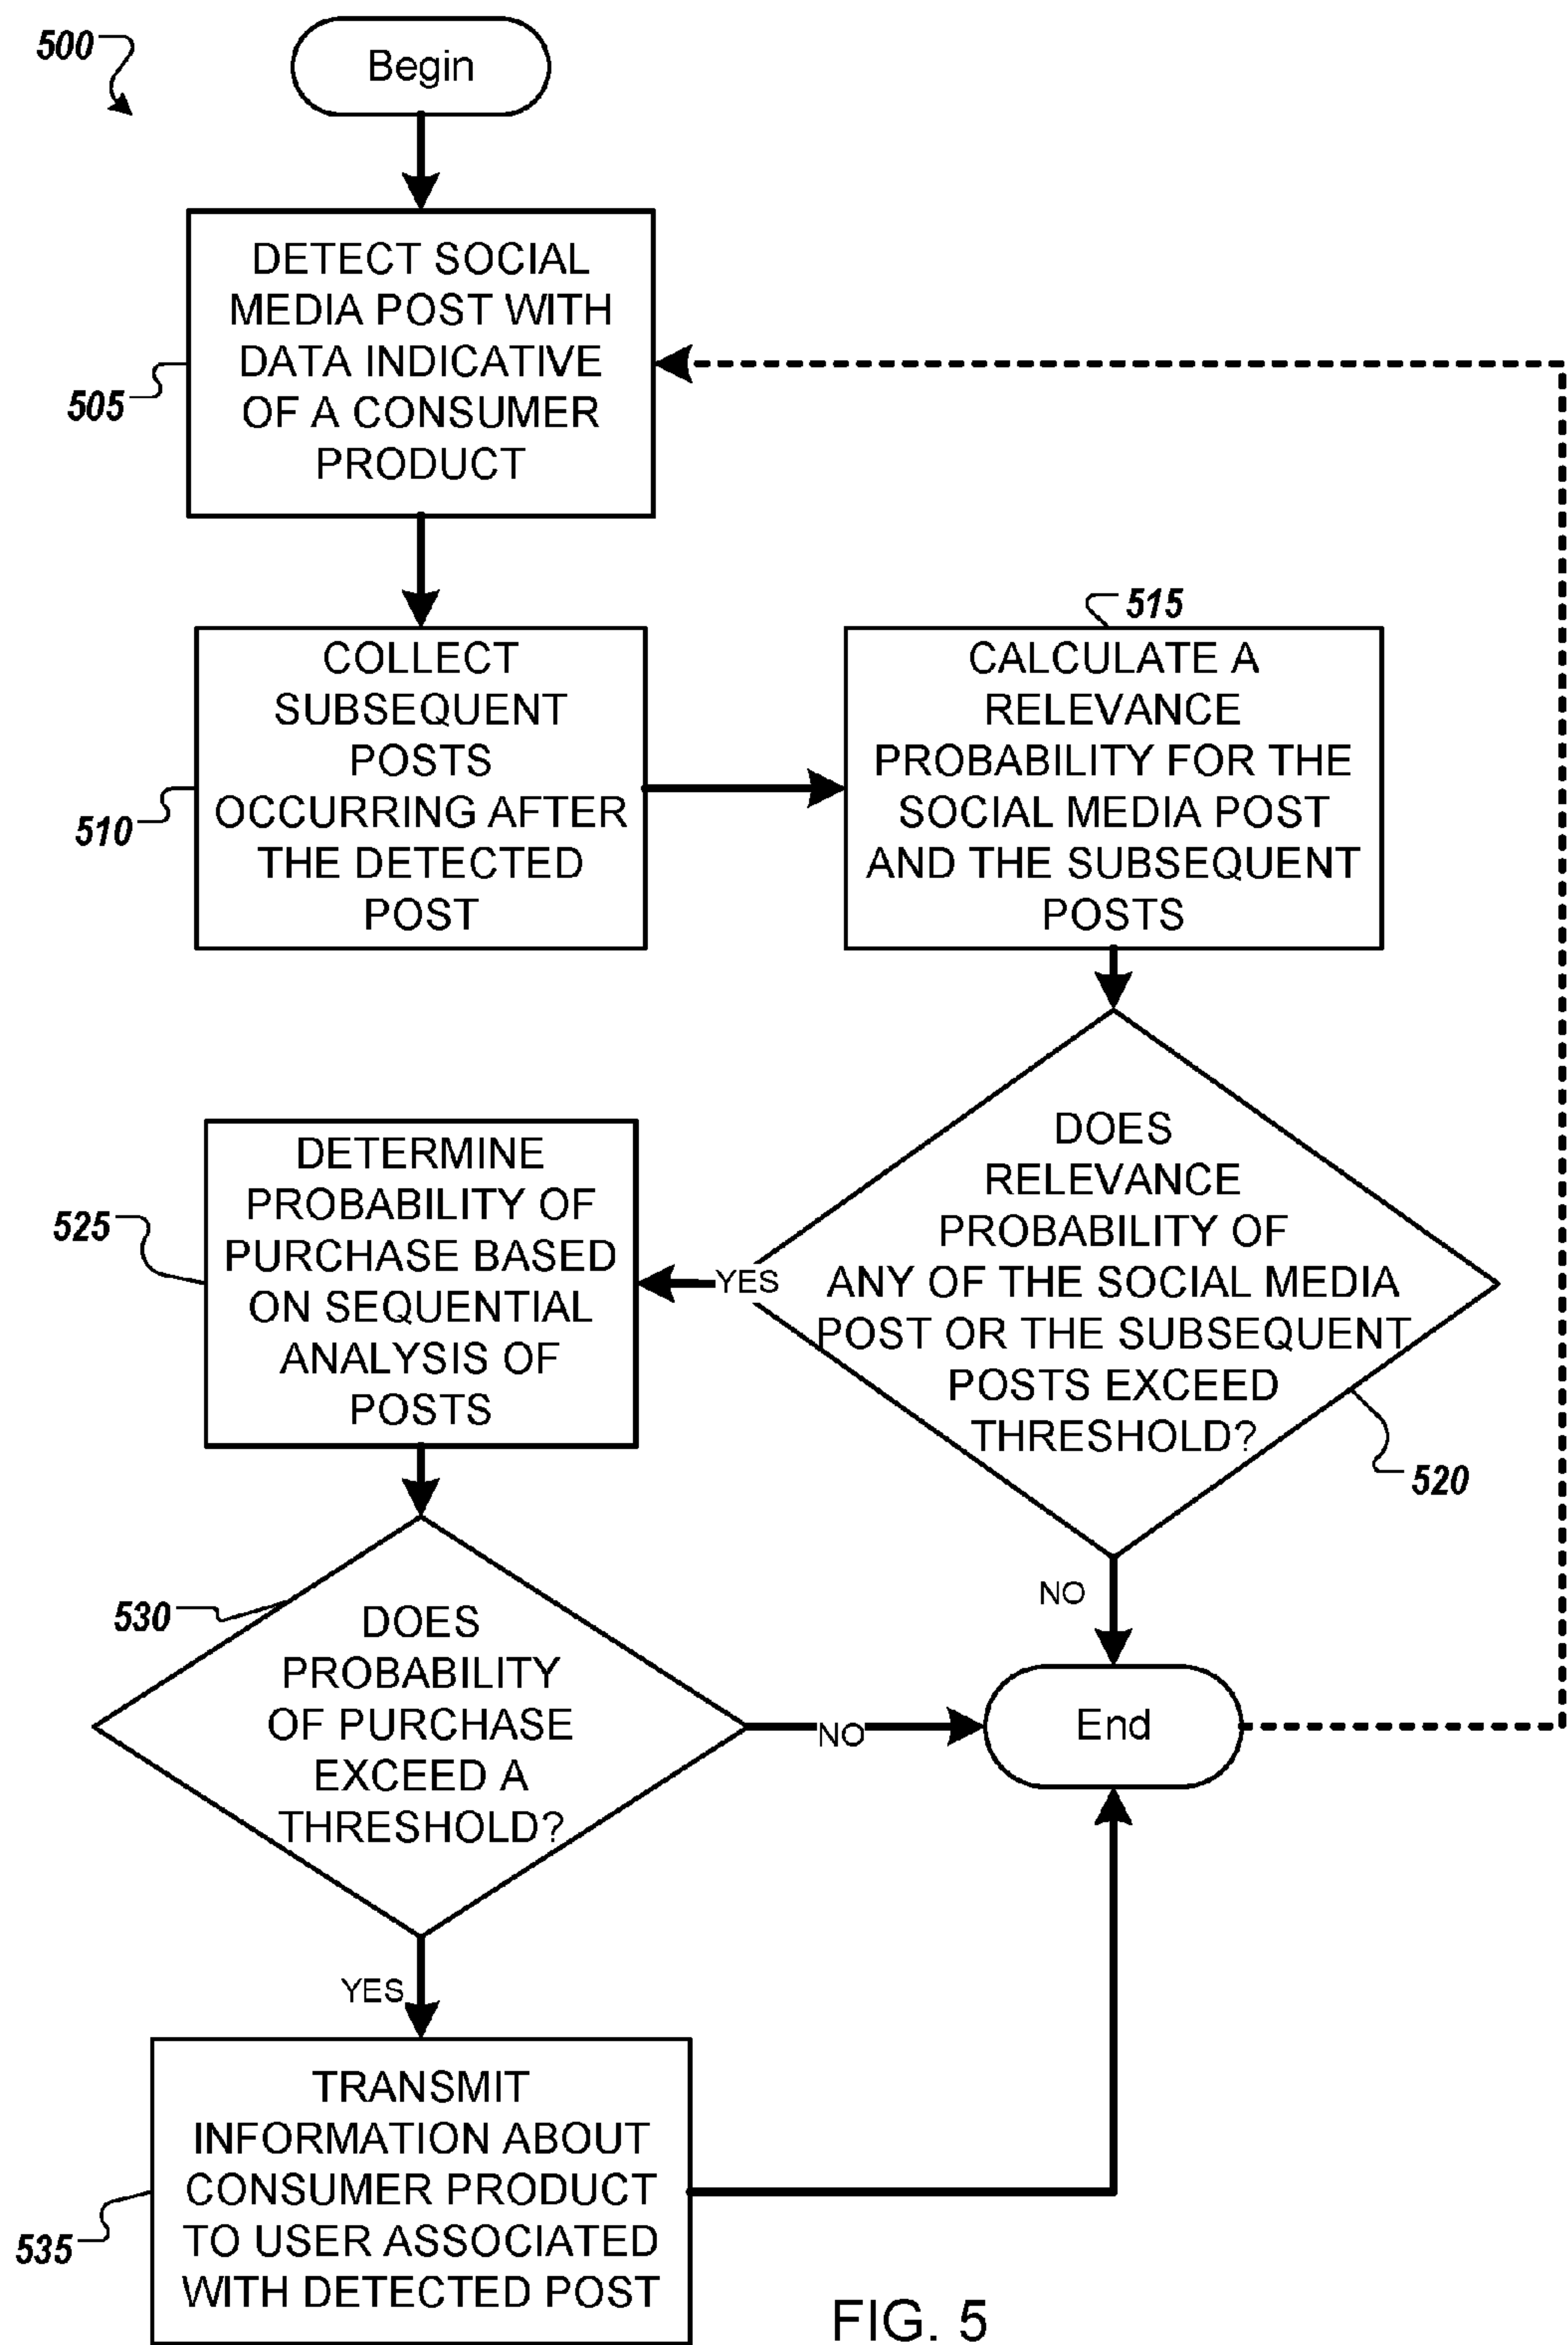 500
Begin
DETECT SOCIAL
MEDIA POST WITH
DATA INDICATIVE
OF A CONSUMER
PRODUCT
505
COLLECT
SUBSEQUENT
POSTS
OCCURRING AFTER
THE DETECTED
POST
510
515
CALCULATE A
RELEVANCE
PROBABILITY FOR THE
SOCIAL MEDIA POST
AND THE SUBSEQUENT
POSTS
DOES
RELEVANCE
PROBABILITY OF
ANY OF THE SOCIAL MEDIA
POST OR THE SUBSEQUENT
POSTS EXCEED
THRESHOLD?
520
YES
NO
DETERMINE
PROBABILITY OF
PURCHASE BASED
ON SEQUENTIAL
ANALYSIS OF
POSTS
525
530
DOES
PROBABILITY
OF PURCHASE
EXCEED A
THRESHOLD?
NO
End
YES
TRANSMIT
INFORMATION ABOUT
CONSUMER PRODUCT
TO USER ASSOCIATED
WITH DETECTED POST
535
FIG. 5